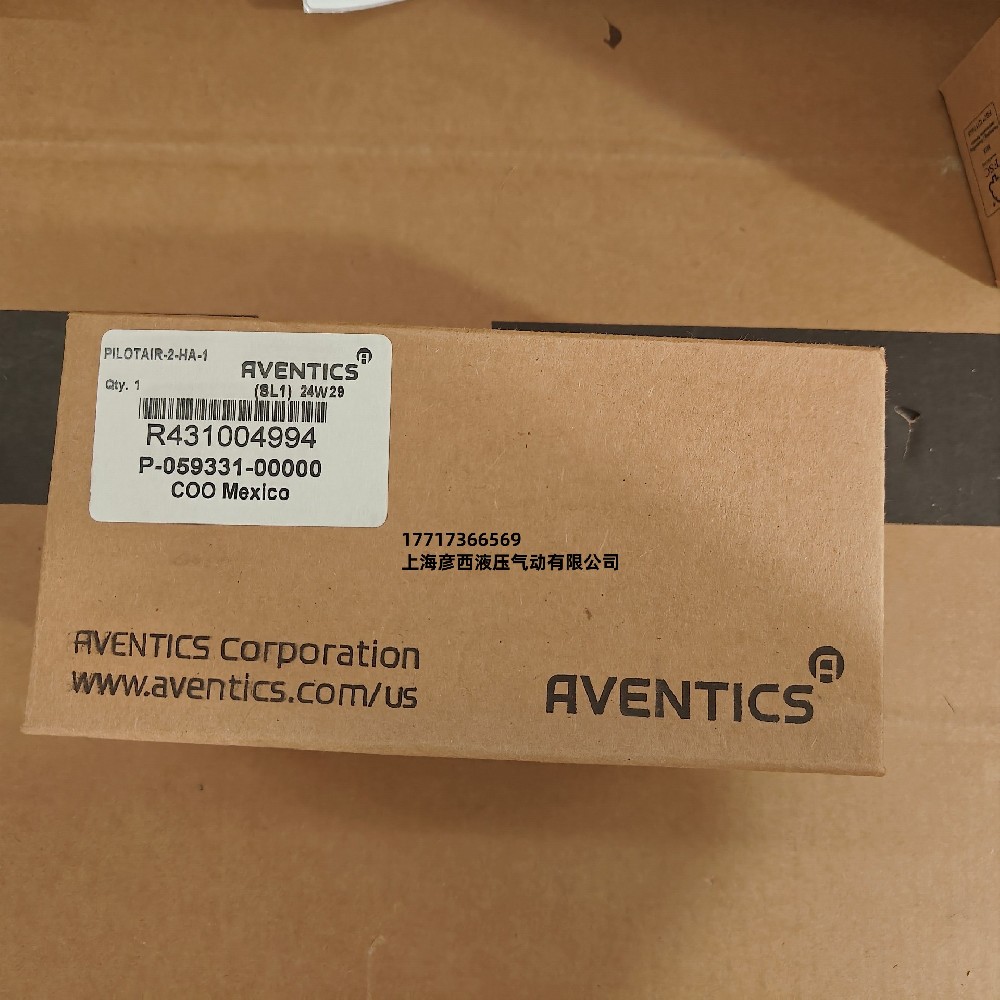 PILOTAIR-2-HA-1
AVENTICS
Qty. 1
(SL1) 24W29
R431004994
P-059331-00000
COO Mexico
17717366569
上海彦西液压气动有限公司
AVENTICS Corporation
www.aventics.com/us
AVENTICS